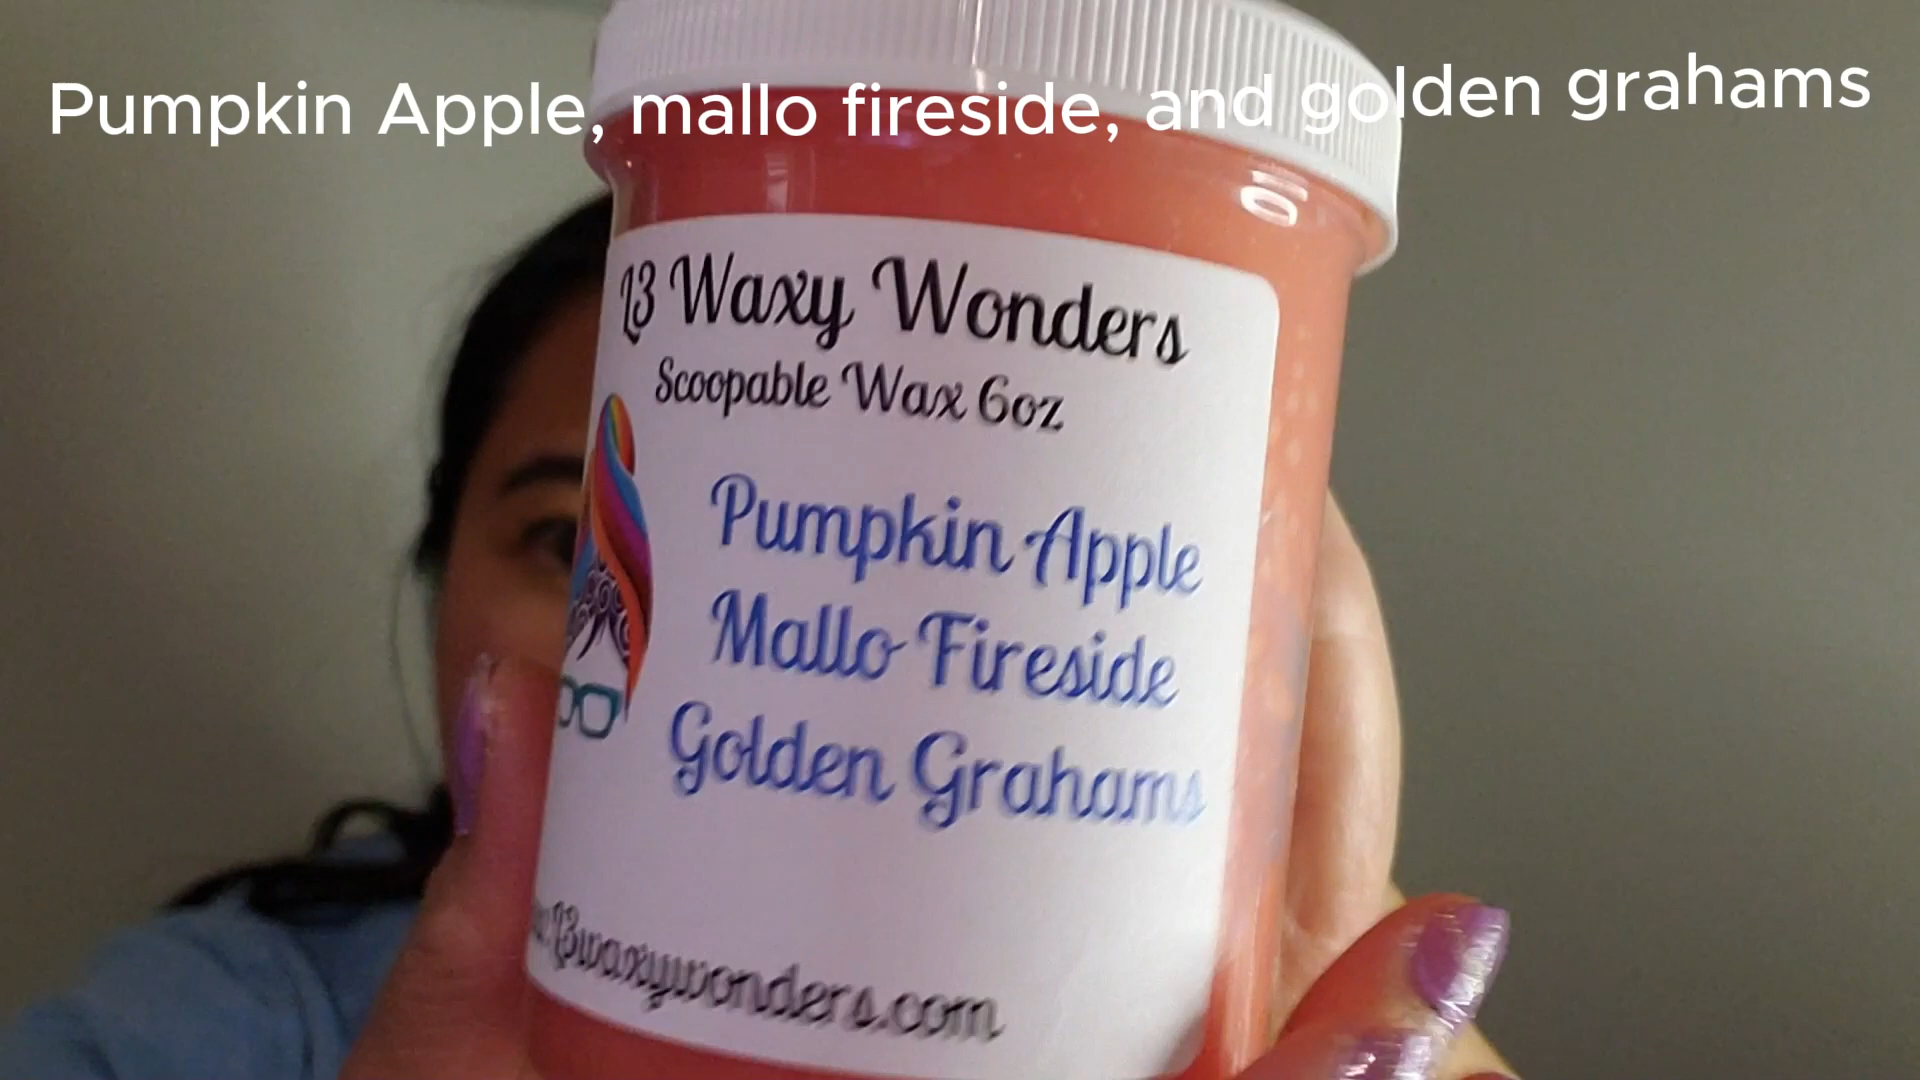 Pumpkin Apple, mallo fireside, and golden grahams
L3 Waxy Wonders
Scoopable Wax 6oz
Pumpkin Apple
Mallo Fireside
Golden Grahams
L3waxywonders.com